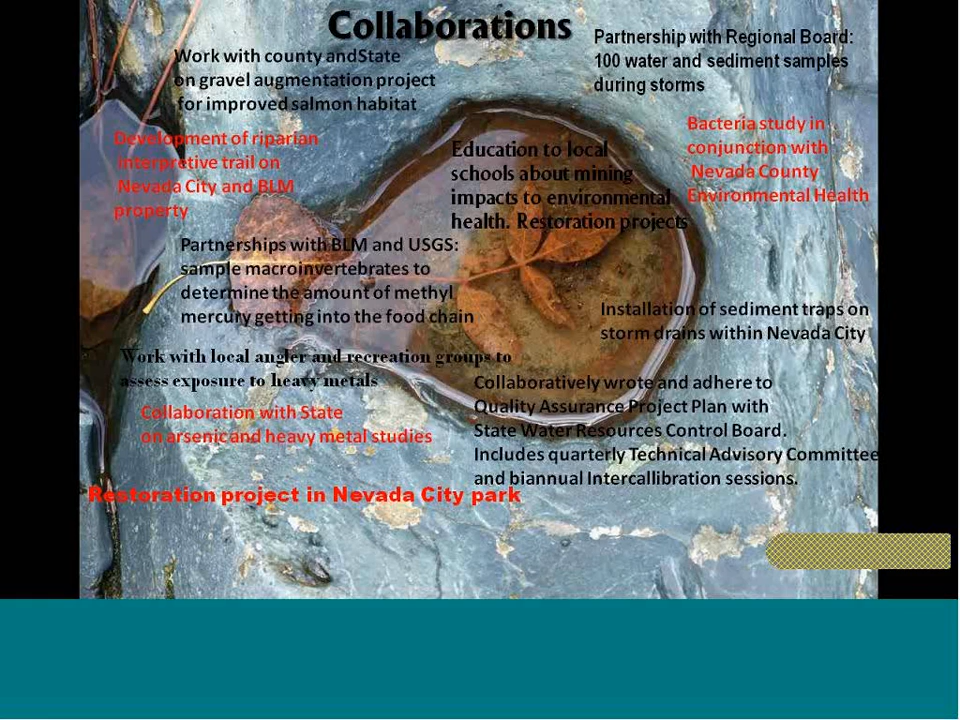 Collaborations
Work with county andState
on gravel augmentation project
for improved salmon habitat
Partnership with Regional Board:
100 water and sediment samples
during storms
Development of riparian
Interpretive trail on
Nevada City and BLM
property
Education to local
schools about mining
impacts to environmental
health. Restoration projects
Bacteria study in
conjunction with
Nevada County
Environmental Health
Partnerships with BLM and USGS:
sample macroinvertebrates to
determine the amount of methyl
mercury getting into the food chain
Installation of sediment traps on
storm drains within Nevada City
Work with local angler and recreation groups to
assess exposure to heavy metals
Collaboration with State
on arsenic and heavy metal studies
Collaboratively wrote and adhere to
Quality Assurance Project Plan with
State Water Resources Control Board.
Includes quarterly Technical Advisory Committee
and biannual Intercallibration sessions.
Restoration project in Nevada City park